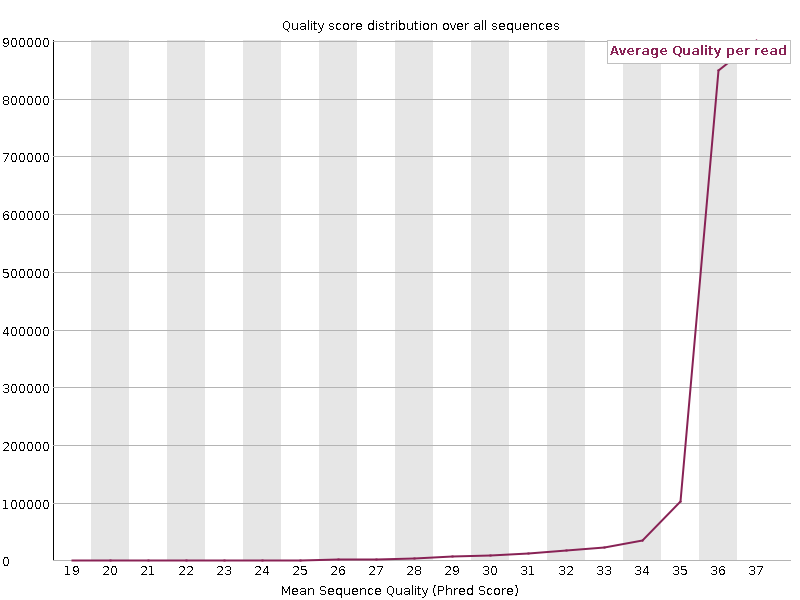 Quality score distribution over all sequences
Average Quality per read
900000
800000
700000
600000
500000
400000
300000
200000
100000
0
19 20 21 22 23 24 25 26 27 28 29 30 31 32 33 34 35 36 37
Mean Sequence Quality (Phred Score)